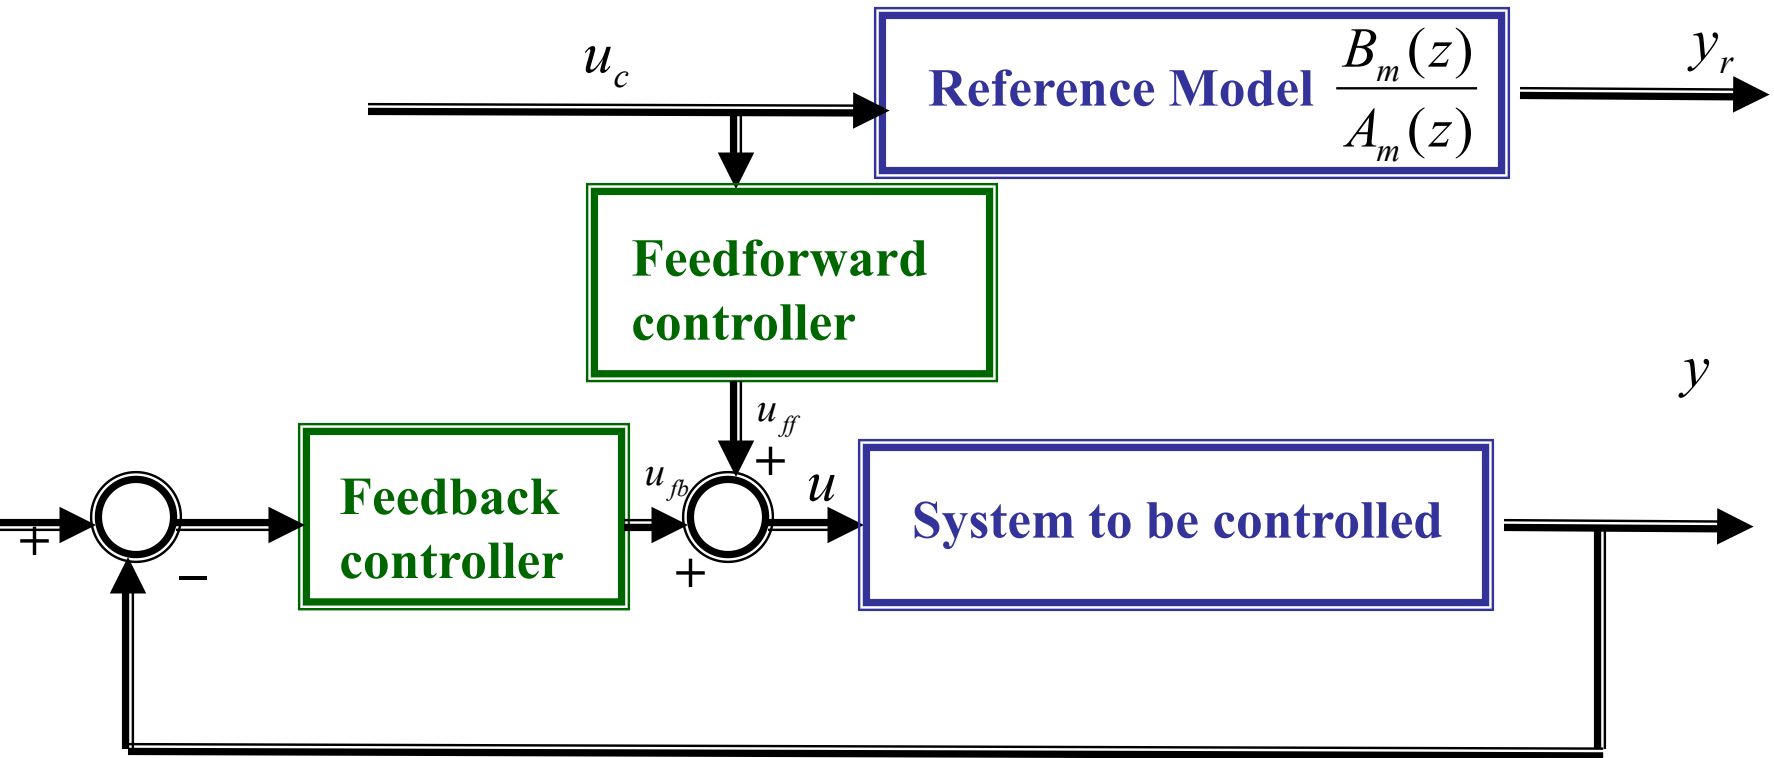 u_c
Reference Model B_m(z)/A_m(z)
y_r
Feedforward
controller
u_ff
+
y
+
Feedback
controller
u_fb
+
u
System to be controlled
−